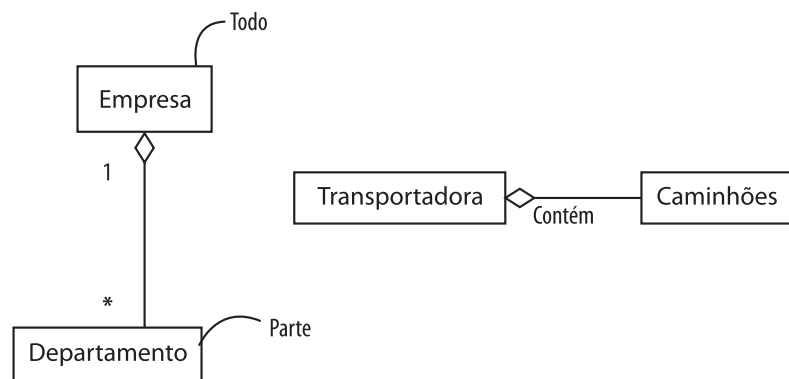 Todo
Empresa
1
*
Departamento
Parte
Transportadora
Contém
Caminhões